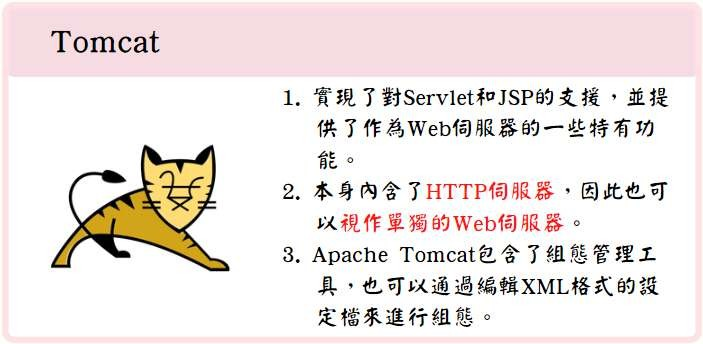 Tomcat
1. 實現了對Servlet和JSP的支援，並提
供了作為Web伺服器的一些特有功
能。
2. 本身內含了HTTP伺服器，因此也可
以視作單獨的Web伺服器。
3. Apache Tomcat包含了組態管理工
具，也可以通過編輯XML格式的設
定檔來進行組態。